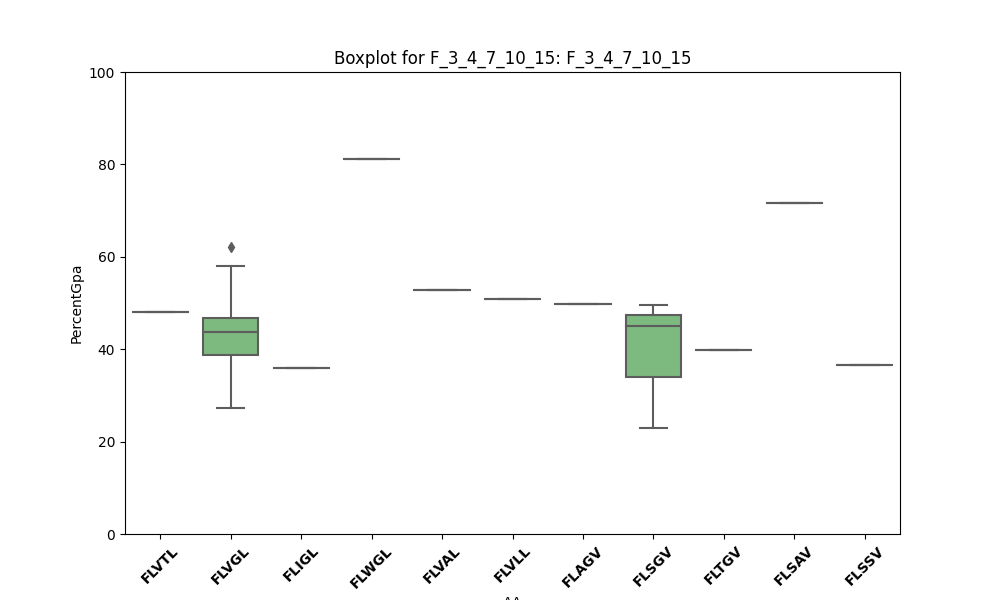 Boxplot for F_3_4_7_10_15: F_3_4_7_10_15
100
80
60
40
20
0
PercentGpa
FLVTL
FLVGL
FLIGL
FLWGL
FLVAL
FLVLL
FLAGV
FLSGV
FLTGV
FLSAV
FLSSV